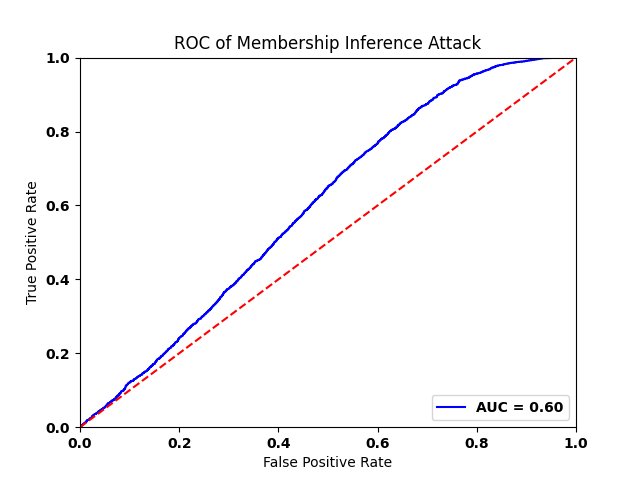 ROC of Membership Inference Attack
1.0
0.8
0.6
0.4
0.2
0.0
True Positive Rate
AUC = 0.60
0.0 0.2 0.4 0.6 0.8 1.0
False Positive Rate